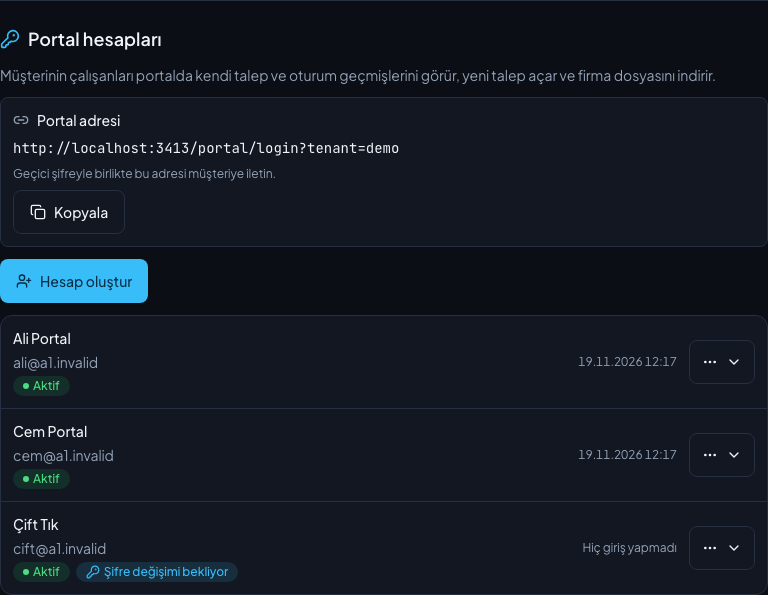 Portal hesapları
Müşterinin çalışanları portalda kendi talep ve oturum geçmişlerini görür, yeni talep açar ve firma dosyasını indirir.
Portal adresi
http://localhost:3413/portal/login?tenant=demo
Geçici şifreyle birlikte bu adresi müşteriye iletin.
Kopyala
Hesap oluştur
Ali Portal
ali@a1.invalid
19.11.2026 12:17
Aktif
Cem Portal
cem@a1.invalid
19.11.2026 12:17
Aktif
Çift Tık
cift@a1.invalid
Hiç giriş yapmadı
Aktif
Şifre değişimi bekliyor